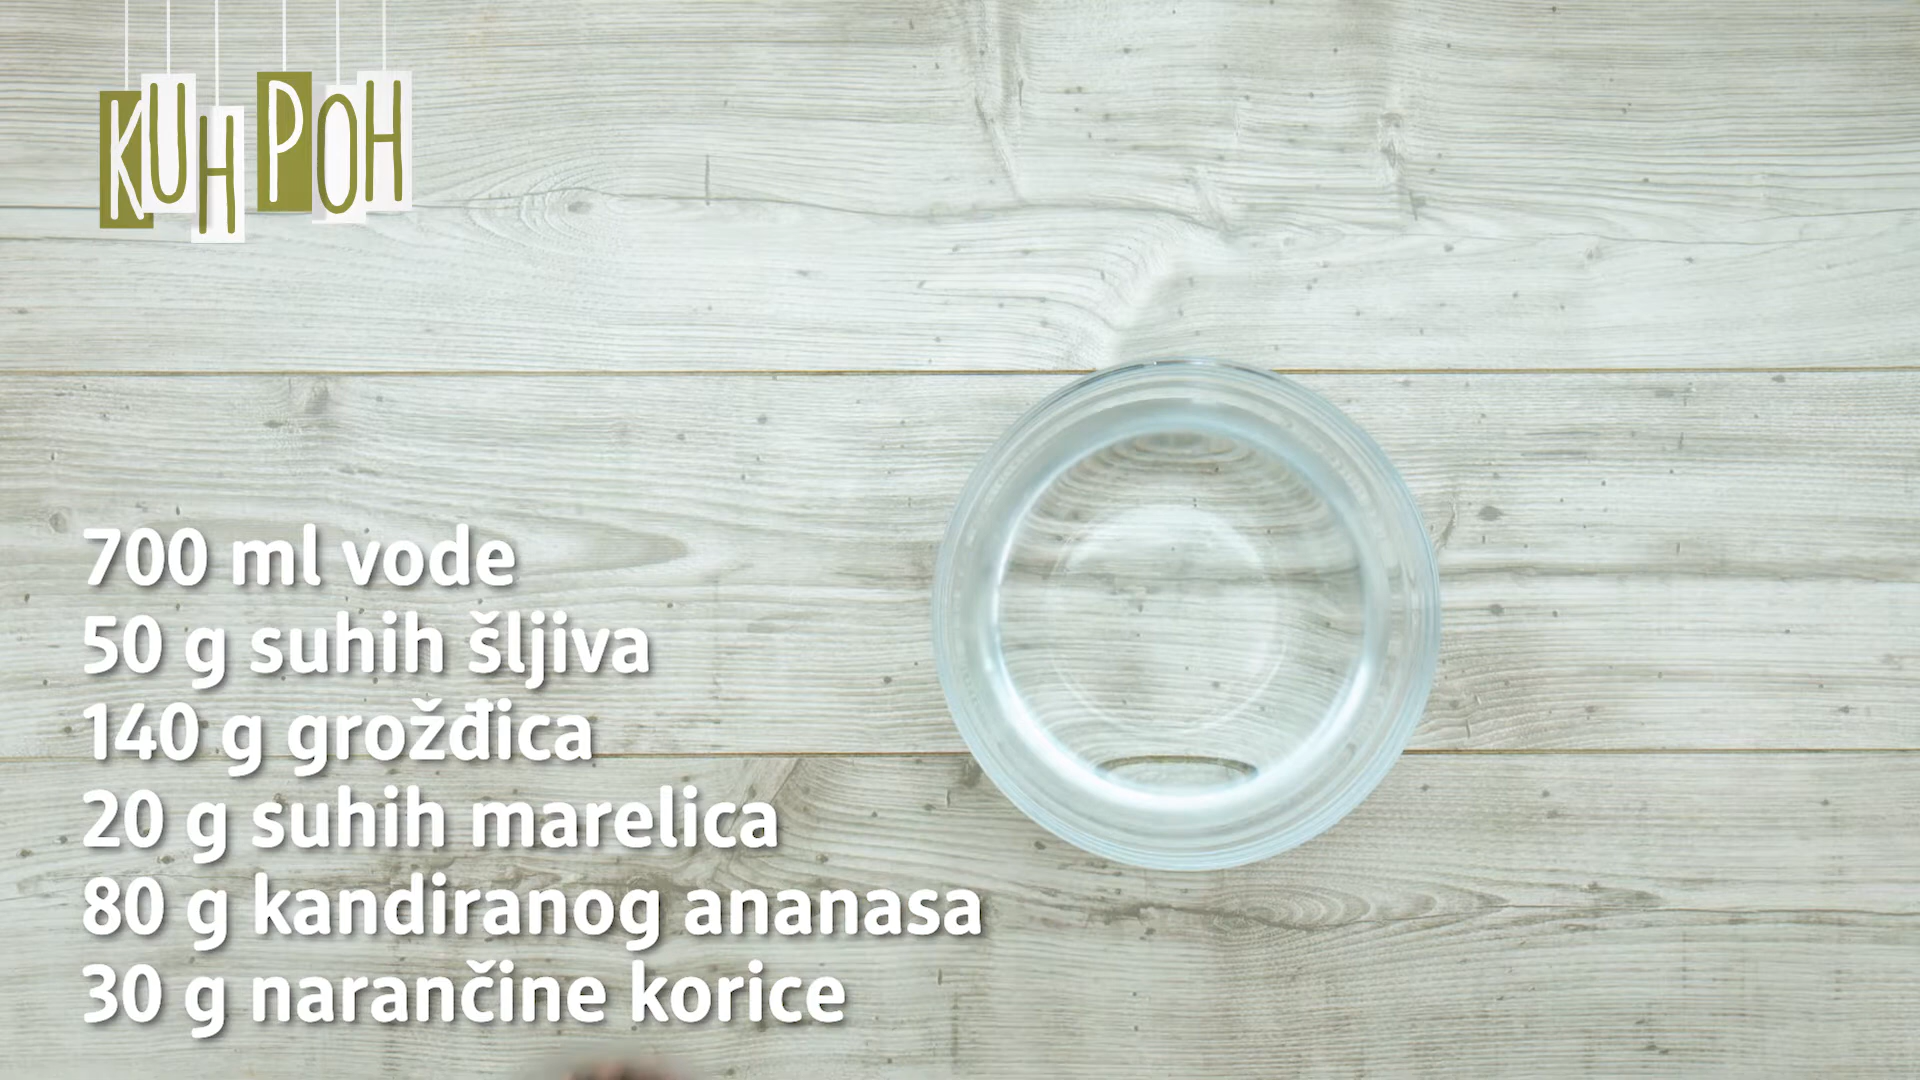 KUH POH
700 ml vode
50 g suhih šljiva
140 g grožđica
20 g suhih marelica
80 g kandiranog ananasa
30 g narančine korice